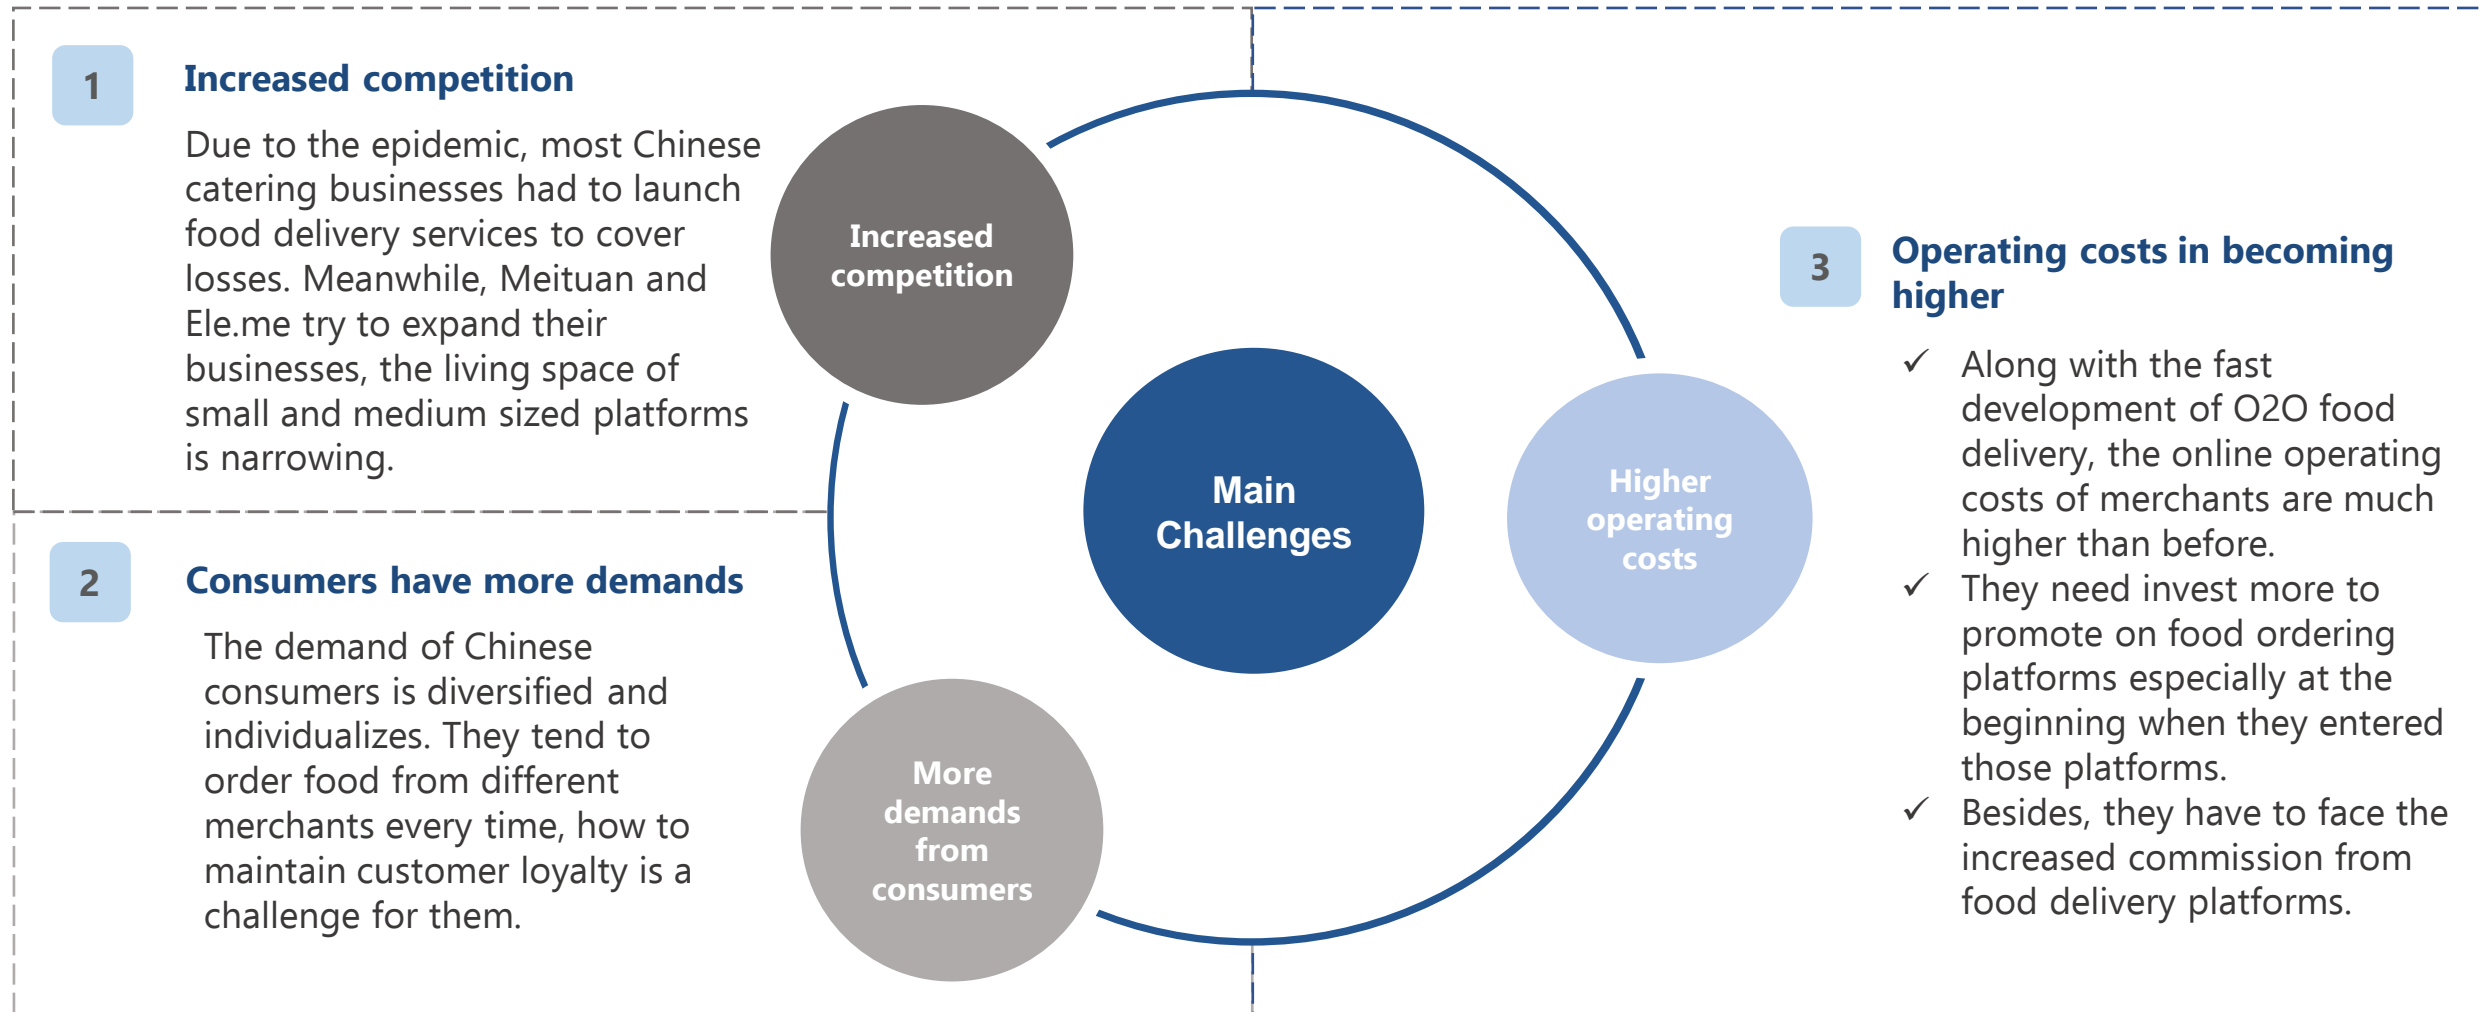 1
Increased competition
Due to the epidemic, most Chinese
catering businesses had to launch
food delivery services to cover
losses. Meanwhile, Meituan and
Ele.me try to expand their
businesses, the living space of
small and medium sized platforms
is narrowing.
2
Consumers have more demands
The demand of Chinese
consumers is diversified and
individualizes. They tend to
order food from different
merchants every time, how to
maintain customer loyalty is a
challenge for them.
Increased
competition
Main
Challenges
Higher
operating
costs
More
demands
from
consumers
3
Operating costs in becoming
higher
✓ Along with the fast
development of O2O food
delivery, the online operating
costs of merchants are much
higher than before.
✓ They need invest more to
promote on food ordering
platforms especially at the
beginning when they entered
those platforms.
✓ Besides, they have to face the
increased commission from
food delivery platforms.